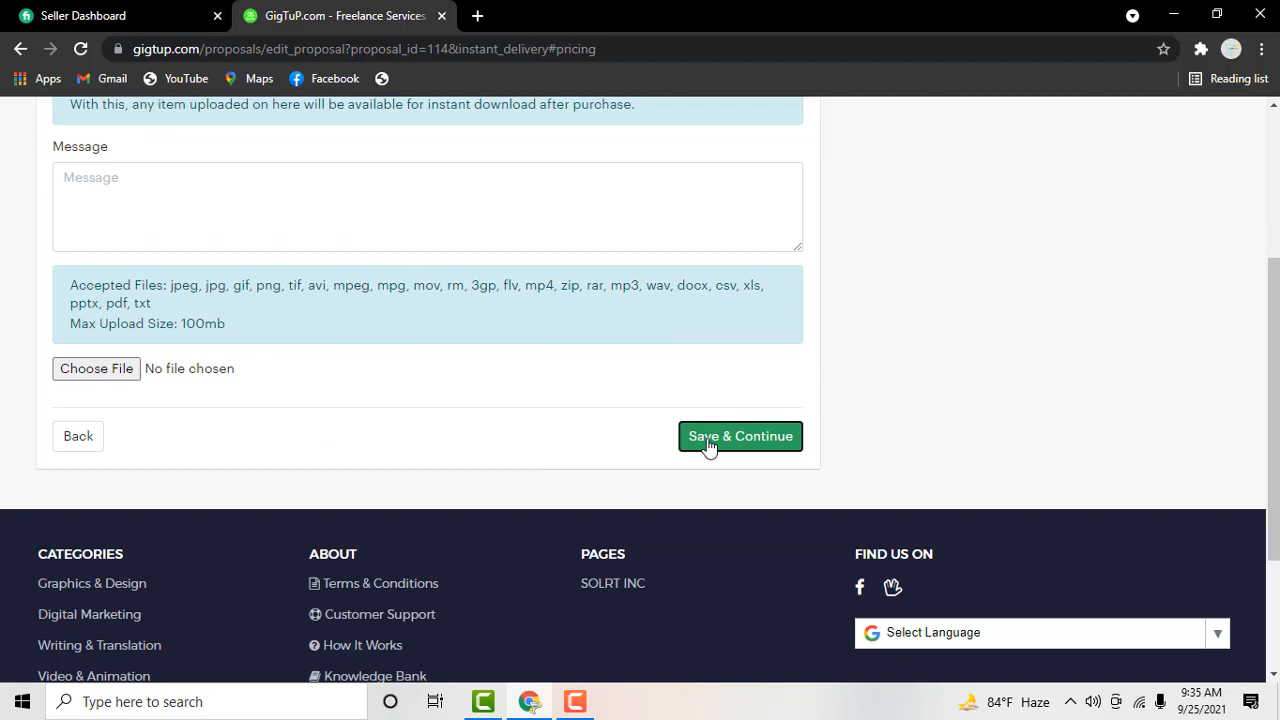 Seller Dashboard
GigTuP.com - Freelance Services
gigtup.com/proposals/edit_proposal?proposal_id=114&instant_delivery#pricing
Apps
Gmail
YouTube
Maps
Facebook
Reading list
With this, any item uploaded on here will be available for instant download after purchase.
Message
Message
Accepted Files: jpeg, jpg, gif, png, tif, avi, mpeg, mpg, mov, rm, 3gp, flv, mp4, zip, rar, mp3, wav, docx, csv, xls,
pptx, pdf, txt
Max Upload Size: 100mb
Choose File No file chosen
Back
Save & Continue
CATEGORIES
Graphics & Design
Digital Marketing
Writing & Translation
Video & Animation
ABOUT
Terms & Conditions
Customer Support
How It Works
Knowledge Bank
PAGES
SOLRT INC
FIND US ON
Select Language
Type here to search
84°F Haze
9:35 AM
9/25/2021